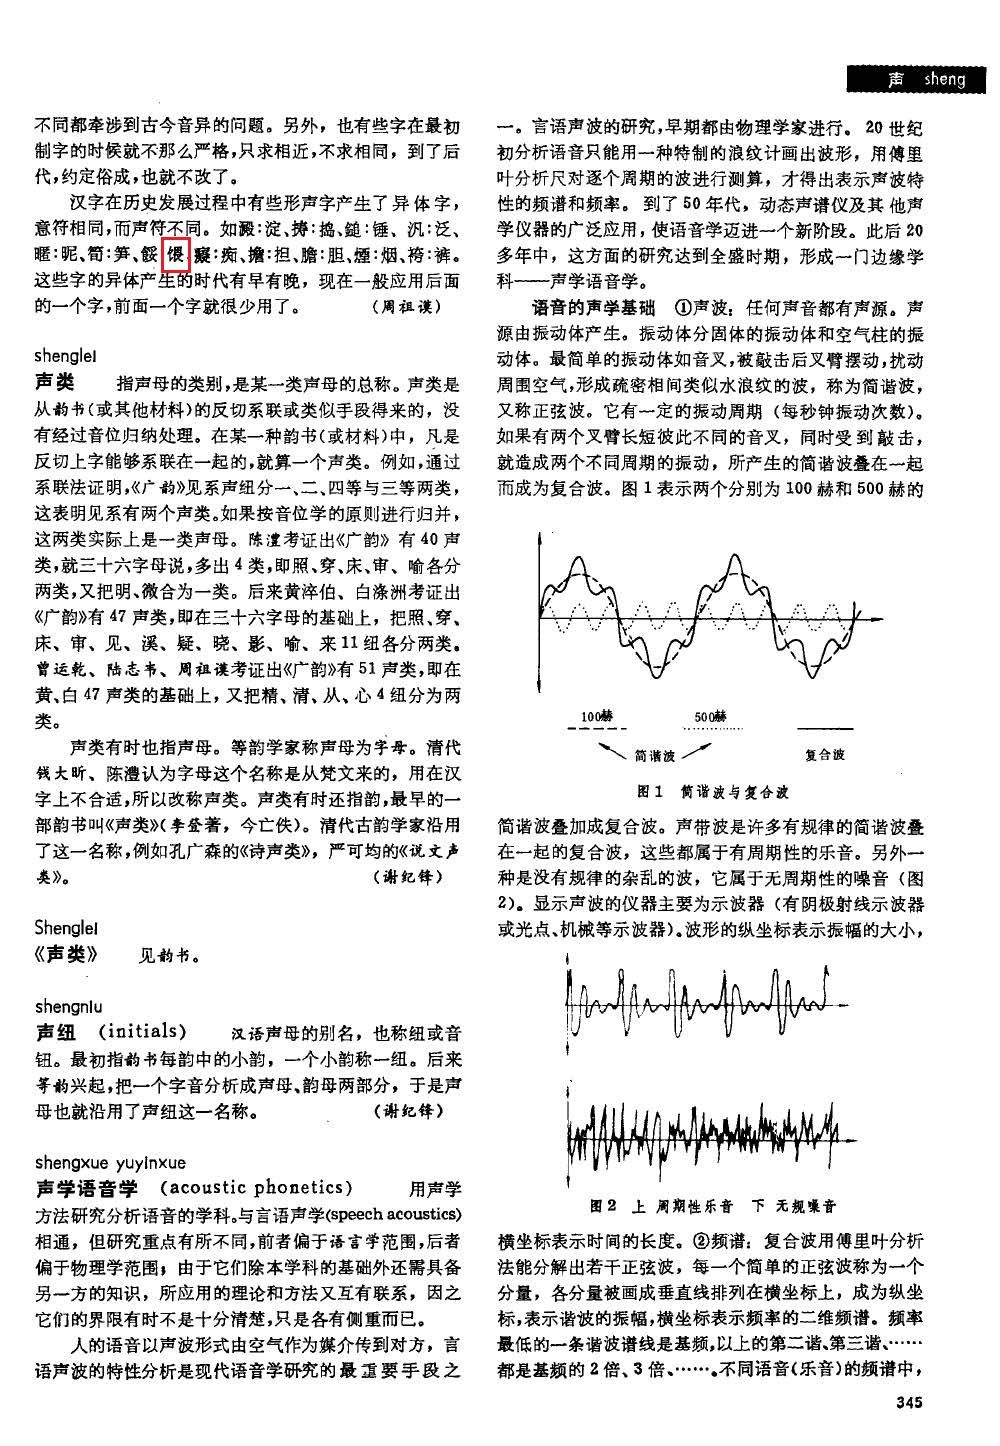 声 sheng
不同都牵涉到古今音异的问题。另外，也有些字在最初
制字的时候就不那么严格，只求相近，不求相同，到了后
代，约定俗成，也就不改了。
汉字在历史发展过程中有些形声字产生了异体字，
意符相同，而声符不同。如澱:淀、擣:捣、鎚:锤、汎:泛、
暱:昵、筍:笋、餒 馁、癡:痴、擔:担、膽:胆、煙:烟、袴:裤。
这些字的异体产生的时代有早有晚，现在一般应用后面
的一个字，前面一个字就很少用了。 （周祖谟）
shenglei
声类 指声母的类别，是某一类声母的总称。声类是
从韵书(或其他材料)的反切系联或类似手段得来的，没
有经过音位归纳处理。在某一种韵书(或材料)中，凡是
反切上字能够系联在一起的，就算一个声类。例如，通过
系联法证明，《广韵》见系声纽分一、二、四等与三等两类，
这表明见系有两个声类。如果按音位学的原则进行归并，
这两类实际上是一类声母。陈澧考证出《广韵》有40声
类，就三十六字母说，多出4类，即照、穿、床、审、喻各分
两类，又把明、微合为一类。后来黄淬伯、白涤洲考证出
《广韵》有47声类，即在三十六字母的基础上，把照、穿、
床、审、见、溪、疑、晓、影、喻、来11纽各分两类。
曾运乾、陆志韦、周祖谟考证出《广韵》有51声类，即在
黄、白47声类的基础上，又把精、清、从、心4纽分为两
类。
声类有时也指声母。等韵学家称声母为字母。清代
钱大昕、陈澧认为字母这个名称是从梵文来的，用在汉
字上不合适，所以改称声类。声类有时还指韵，最早的一
部韵书叫《声类》(李登著，今亡佚)。清代古韵学家沿用
了这一名称，例如孔广森的《诗声类》，严可均的《说文声
类》。 （谢纪锋）
Shenglei
《声类》 见韵书。
shengniu
声纽 (initials) 汉语声母的别名，也称纽或音
钮。最初指韵书每韵中的小韵，一个小韵称一纽。后来
等韵兴起，把一个字音分析成声母、韵母两部分，于是声
母也就沿用了声纽这一名称。 （谢纪锋）
shengxue yuyinxue
声学语音学 (acoustic phonetics) 用声学
方法研究分析语音的学科。与言语声学(speech acoustics)
相通，但研究重点有所不同，前者偏于语言学范围，后者
偏于物理学范围；由于它们除本学科的基础外还需具备
另一方的知识，所应用的理论和方法又互有联系，因之
它们的界限有时不是十分清楚，只是各有侧重而已。
人的语音以声波形式由空气作为媒介传到对方，言
语声波的特性分析是现代语音学研究的最重要手段之
一。言语声波的研究，早期都由物理学家进行。20世纪
初分析语音只能用一种特制的浪纹计画出波形，用傅里
叶分析尺对逐个周期的波进行测算，才得出表示声波特
性的频谱和频率。到了50年代，动态声谱仪及其他声
学仪器的广泛应用，使语音学迈进一个新阶段。此后20
多年中，这方面的研究达到全盛时期，形成一门边缘学
科——声学语音学。
语音的声学基础 ①声波：任何声音都有声源。声
源由振动体产生。振动体分固体的振动体和空气柱的振
动体。最简单的振动体如音叉，被敲击后叉臂摆动，扰动
周围空气，形成疏密相间类似水浪纹的波，称为简谐波，
又称正弦波。它有一定的振动周期（每秒钟振动次数）。
如果有两个叉臂长短彼此不同的音叉，同时受到敲击，
就造成两个不同周期的振动，所产生的简谐波叠在一起
而成为复合波。图1表示两个分别为100赫和500赫的
100赫 500赫
简谐波 复合波
图1 简谐波与复合波
简谐波叠加成复合波。声带波是许多有规律的简谐波叠
在一起的复合波，这些都属于有周期性的乐音。另外一
种是没有规律的杂乱的波，它属于无周期性的噪音（图
2）。显示声波的仪器主要为示波器（有阴极射线示波器
或光点、机械等示波器）。波形的纵坐标表示振幅的大小，
图2 上 周期性乐音 下 无规噪音
横坐标表示时间的长度。②频谱：复合波用傅里叶分析
法能分解出若干正弦波，每一个简单的正弦波称为一个
分量，各分量被画成垂直线排列在横坐标上，成为纵坐
标，表示谐波的振幅，横坐标表示频率的二维频谱。频率
最低的一条谐波谱线是基频，以上的第二谐、第三谐、……
都是基频的2倍、3倍、……。不同语音(乐音)的频谱中，
345